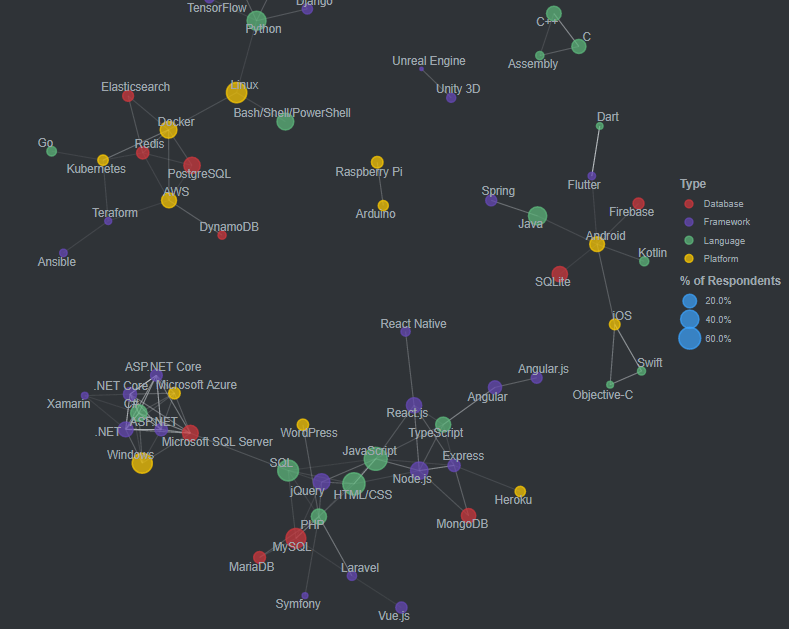 TensorFlow
Django
Python
C++
C
Assembly
Unreal Engine
Unity 3D
Elasticsearch
Linux
Bash/Shell/PowerShell
Docker
Redis
Go
Kubernetes
PostgreSQL
AWS
Teraform
DynamoDB
Ansible
Raspberry Pi
Arduino
Dart
Flutter
Spring
Java
Firebase
Android
Kotlin
SQLite
iOS
Swift
Objective-C
Type
Database
Framework
Language
Platform
% of Respondents
20.0%
40.0%
60.0%
React Native
ASP.NET Core
.NET Core
Microsoft Azure
Xamarin
C#
.NET
ASP.NET
Microsoft SQL Server
Windows
Angular.js
Angular
React.js
TypeScript
WordPress
JavaScript
Express
SQL
Node.js
jQuery
HTML/CSS
Heroku
PHP
MongoDB
MySQL
MariaDB
Laravel
Symfony
Vue.js